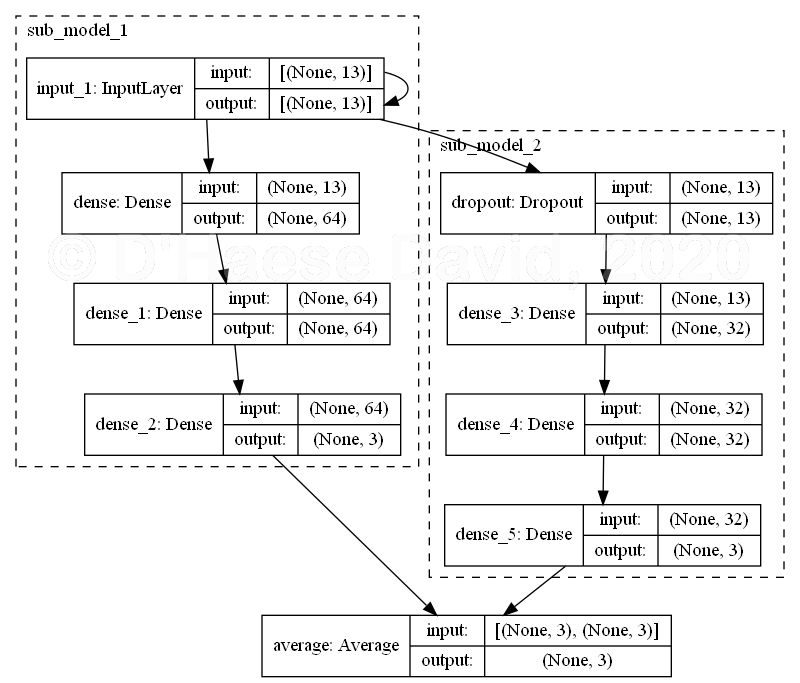 sub_model_1
input_1: InputLayer
input:
[(None, 13)]
output:
[(None, 13)]
sub_model_2
dense: Dense
input:
(None, 13)
output:
(None, 64)
dropout: Dropout
input:
(None, 13)
output:
(None, 13)
© D'Haese David, 2020
dense_1: Dense
input:
(None, 64)
output:
(None, 64)
dense_3: Dense
input:
(None, 13)
output:
(None, 32)
dense_2: Dense
input:
(None, 64)
output:
(None, 3)
dense_4: Dense
input:
(None, 32)
output:
(None, 32)
dense_5: Dense
input:
(None, 32)
output:
(None, 3)
average: Average
input:
[(None, 3), (None, 3)]
output:
(None, 3)